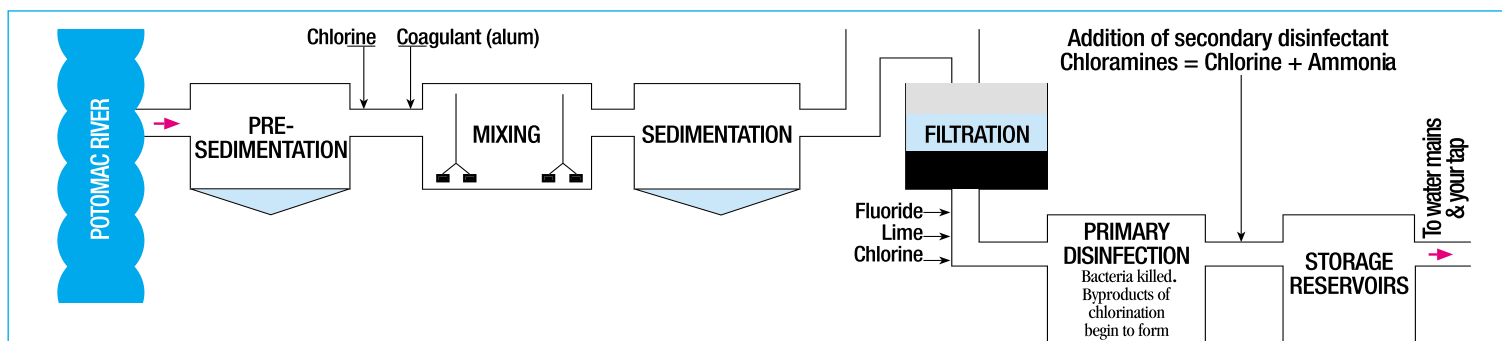 POTOMAC RIVER
PRE-
SEDIMENTATION
Chlorine
Coagulant (alum)
MIXING
SEDIMENTATION
FILTRATION
Fluoride
Lime
Chlorine
PRIMARY
DISINFECTION
Bacteria killed.
Byproducts of
chlorination
begin to form
Addition of secondary disinfectant
Chloramines = Chlorine + Ammonia
STORAGE
RESERVOIRS
To water mains
& your tap